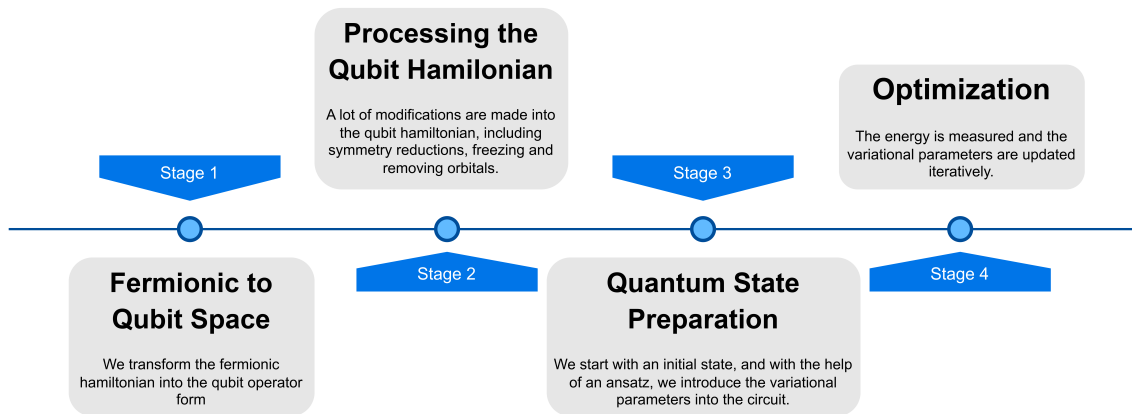 Stage 1
Fermionic to
Qubit Space
We transform the fermionic
hamiltonian into the qubit operator
form
Processing the
Qubit Hamilonian
A lot of modifications are made into
the qubit hamiltonian, including
symmetry reductions, freezing and
removing orbitals.
Stage 2
Stage 3
Quantum State
Preparation
We start with an initial state, and with the help
of an ansatz, we introduce the variational
parameters into the circuit.
Optimization
The energy is measured and the
variational parameters are updated
iteratively.
Stage 4